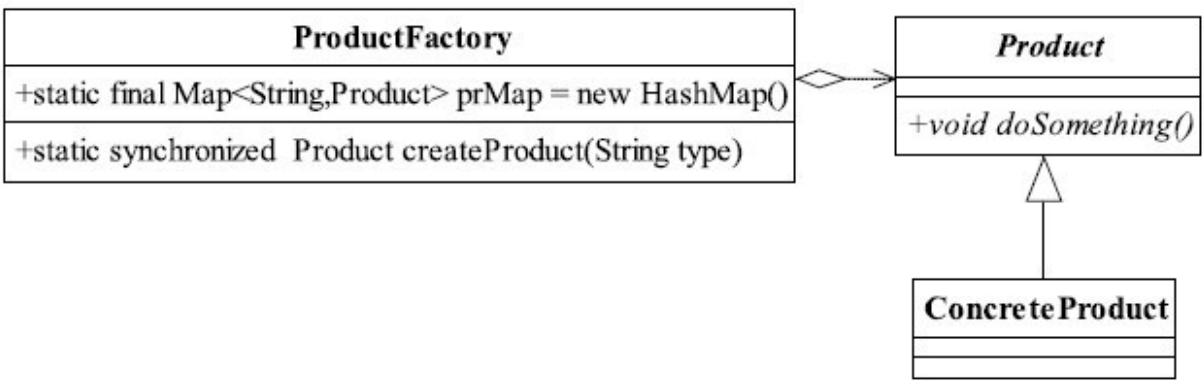 ProductFactory
+static final Map<String,Product> prMap = new HashMap()
+static synchronized Product createProduct(String type)
Product
+void doSomething()
ConcreteProduct